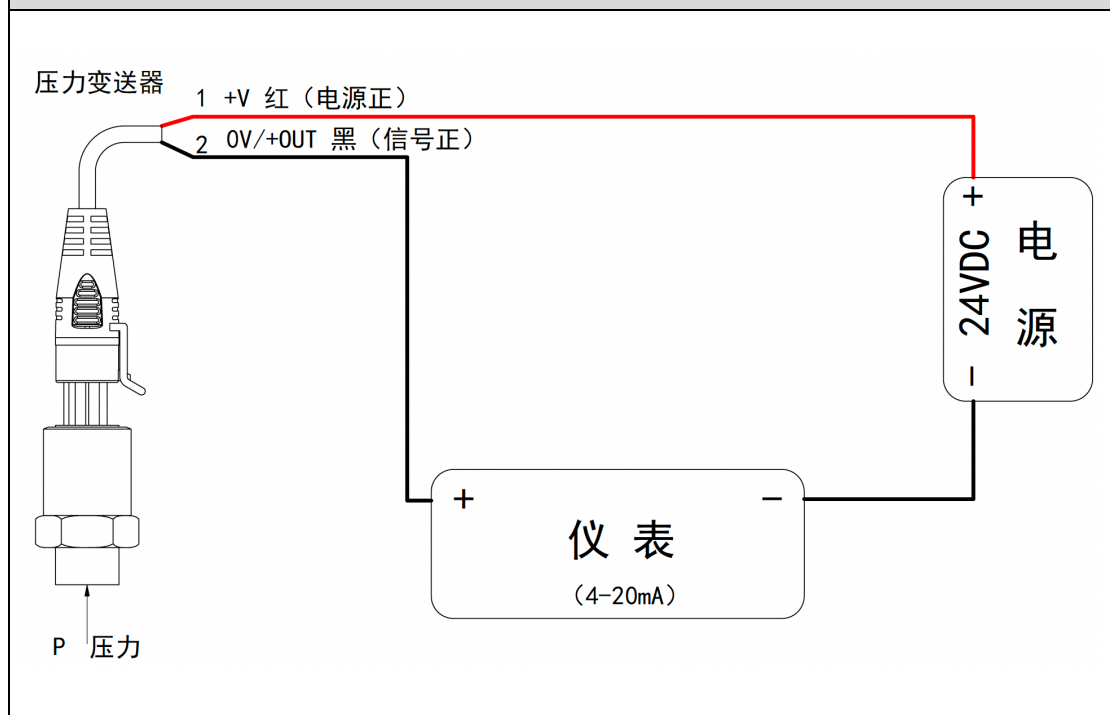 压力变送器
1 +V 红（电源正）
2 0V/+OUT 黑（信号正）
+
电源
24VDC
-
+
-
仪 表
（4-20mA）
P 压力